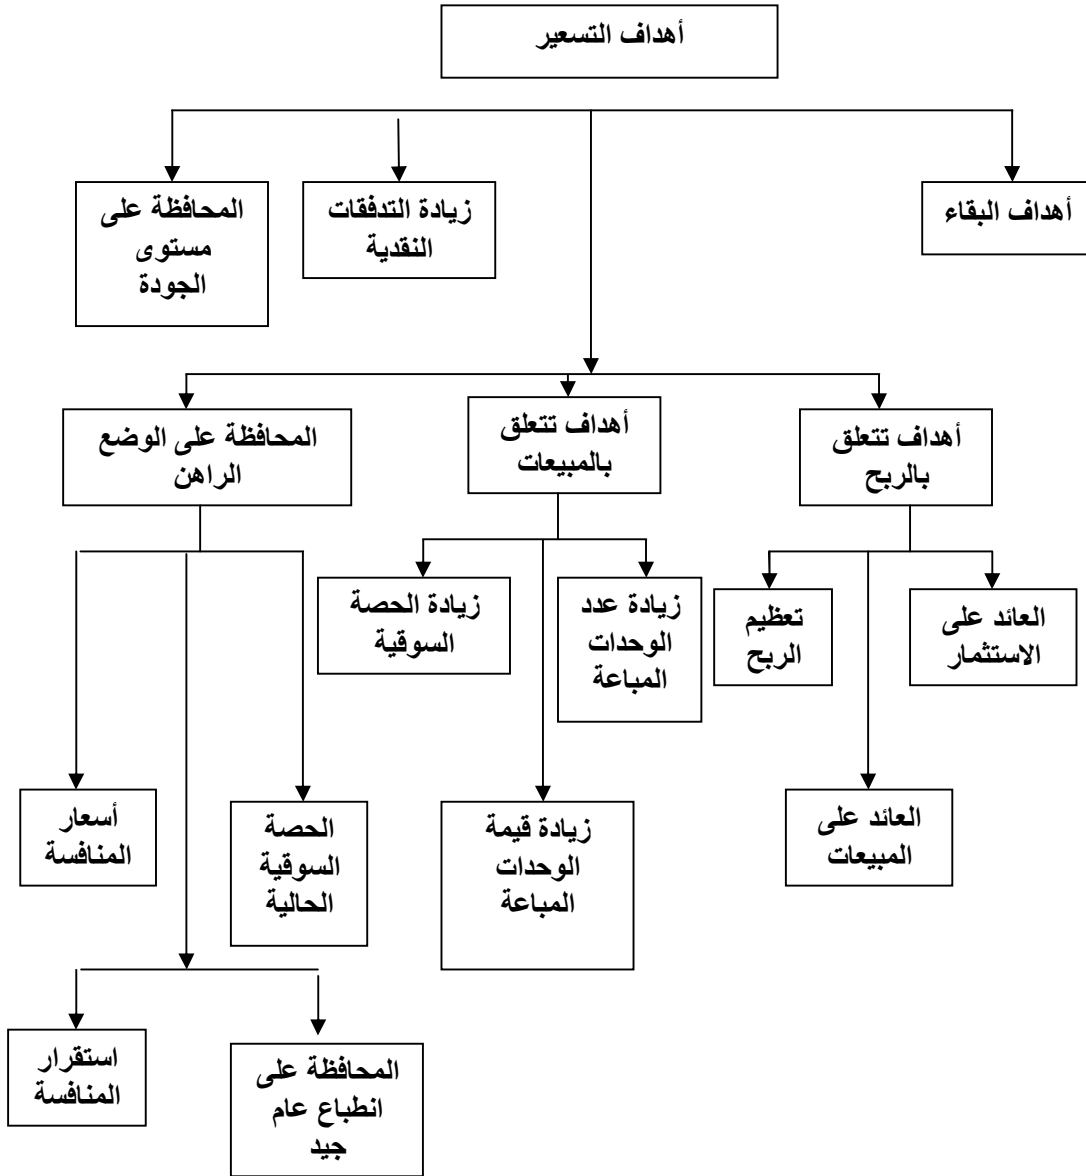 أهداف التسعير
أهداف البقاء
زيادة التدفقات
النقدية
المحافظة على
مستوى
الجودة
أهداف تتعلق
بالربح
أهداف تتعلق
بالمبيعات
المحافظة على الوضع
الراهن
العائد على
الاستثمار
تعظيم
الربح
زيادة عدد
الوحدات
المباعة
زيادة الحصة
السوقية
العائد على
المبيعات
زيادة قيمة
الوحدات
المباعة
الحصة
السوقية
الحالية
أسعار
المنافسة
المحافظة على
انطباع عام
جيد
استقرار
المنافسة